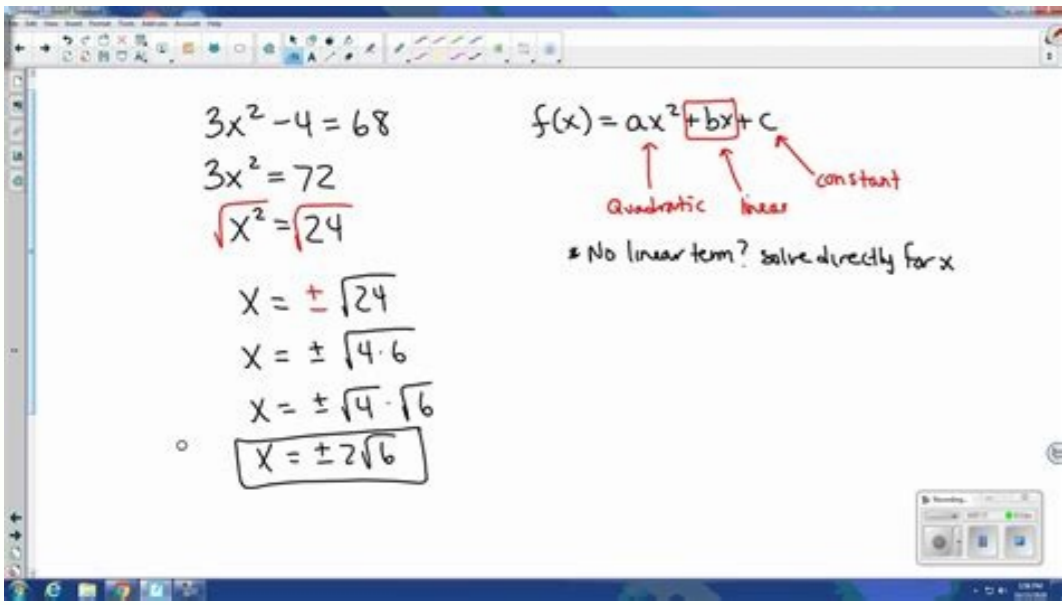 3x² - 4 = 68
3x² = 72
√x² = √24
x = ± √24
x = ± √4·6
x = ± √4 · √6
x = ± 2√6
f(x) = ax² + bx + c
Quadratic linear constant
* No linear term? solve directly for x